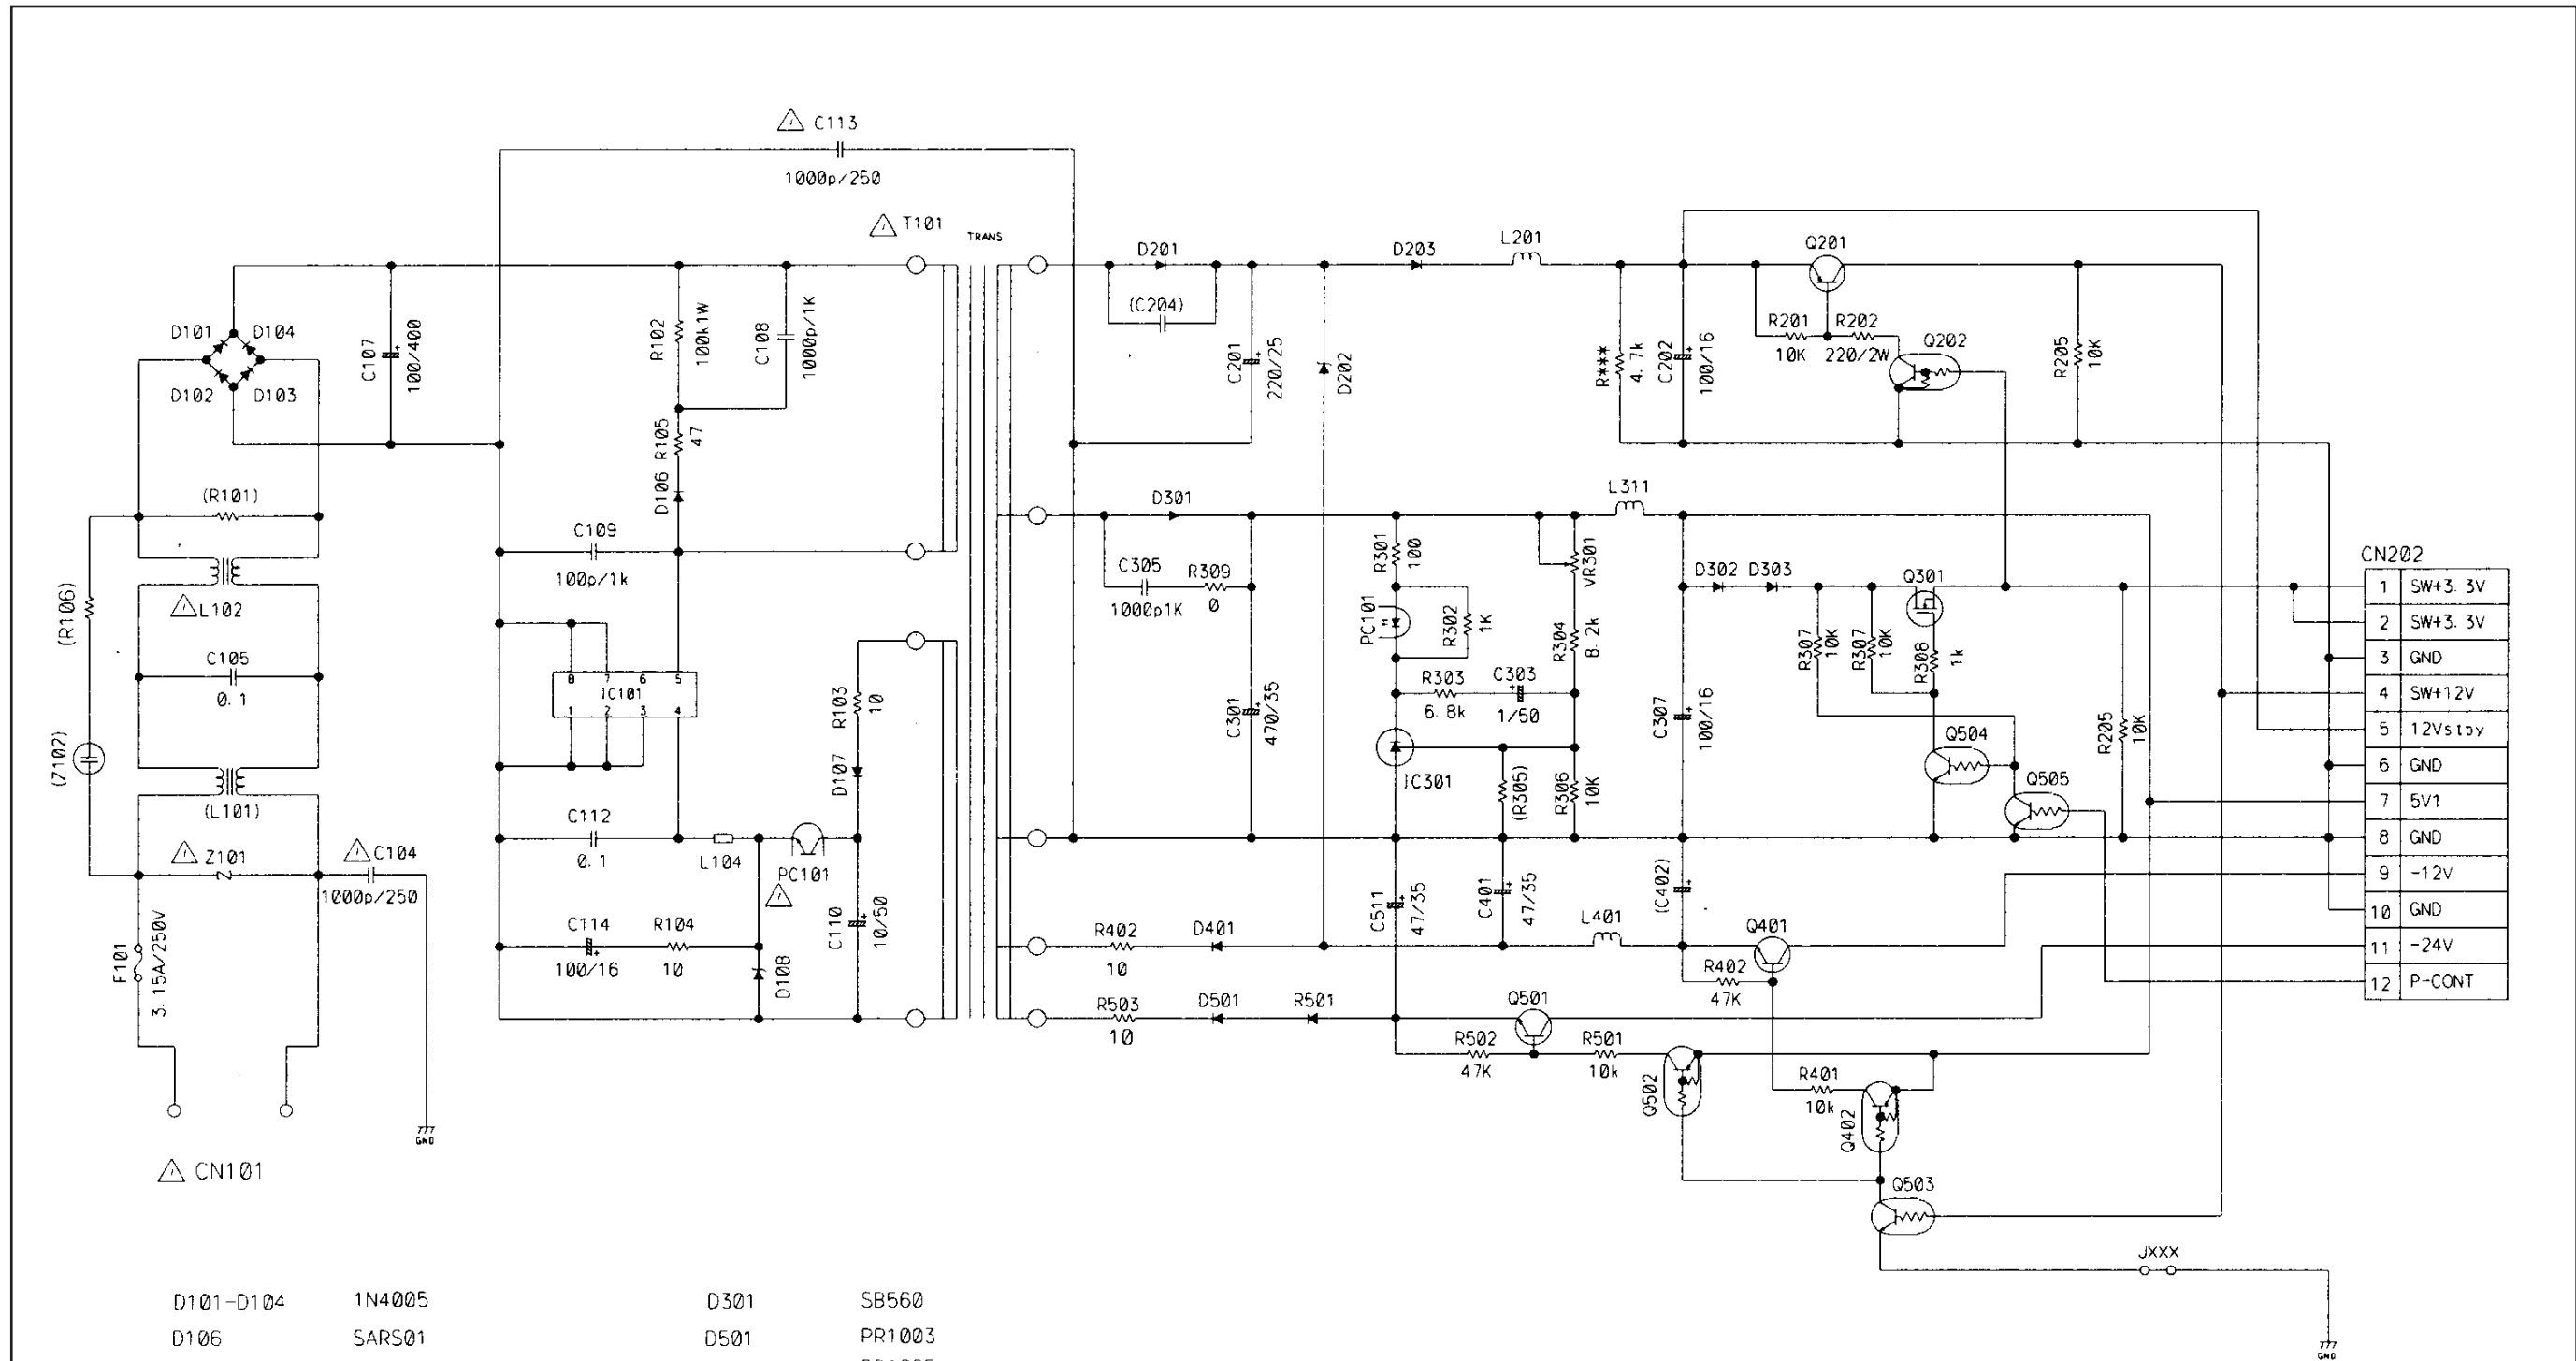 C113
1000p/250
T101
TRANS
D201
(C204)
D203
L201
Q201
D101
D104
D102
D103
C107
100/400
R102
100k1W
C108
1000p/1K
C201
220/25
D202
R***
4.7k
C202
100/16
R201
10K
R202
220/2W
Q202
R205
10K
R105
47
D106
(R101)
C109
100p/1k
L102
(R106)
C105
0.1
(Z102)
(L101)
Z101
C104
1000p/250
F101
3.15A/250V
CN101
GND
8
7
6
5
IC101
1
2
3
4
R103
10
D107
C112
0.1
L104
PC101
C114
100/16
R104
10
D108
C110
10/50
D301
C305
1000p1K
R309
0
C301
470/35
R301
100
PC101
R302
1K
VR301
R304
8.2k
R303
6.8k
C303
1/50
IC301
(R305)
R306
10K
L311
C307
100/16
D302
D303
Q301
R307
10K
R307
10K
R308
1k
Q504
Q505
R205
10K
C511
47/35
C401
47/35
(C402)
R402
10
D401
L401
Q401
R402
47K
R503
10
D501
R501
Q501
R502
47K
R501
10k
Q502
R401
10k
Q402
Q503
JXXX
GND
CN202
1 SW+3.3V
2 SW+3.3V
3 GND
4 SW+12V
5 12Vstby
6 GND
7 5V1
8 GND
9 -12V
10 GND
11 -24V
12 P-CONT
D101-D104 1N4005
D301 SB560
D106 SARS01
D501 PR1003